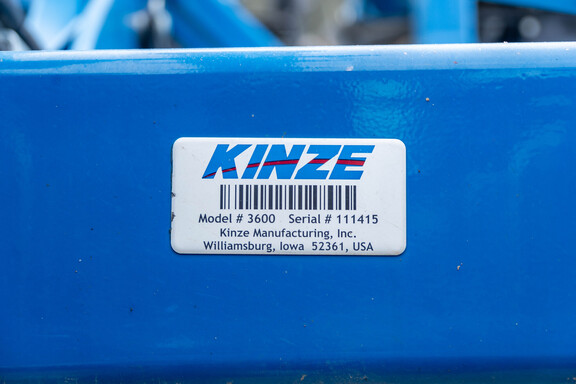 KINZE
Model # 3600 Serial # 111415
Kinze Manufacturing, Inc.
Williamsburg, Iowa 52361, USA